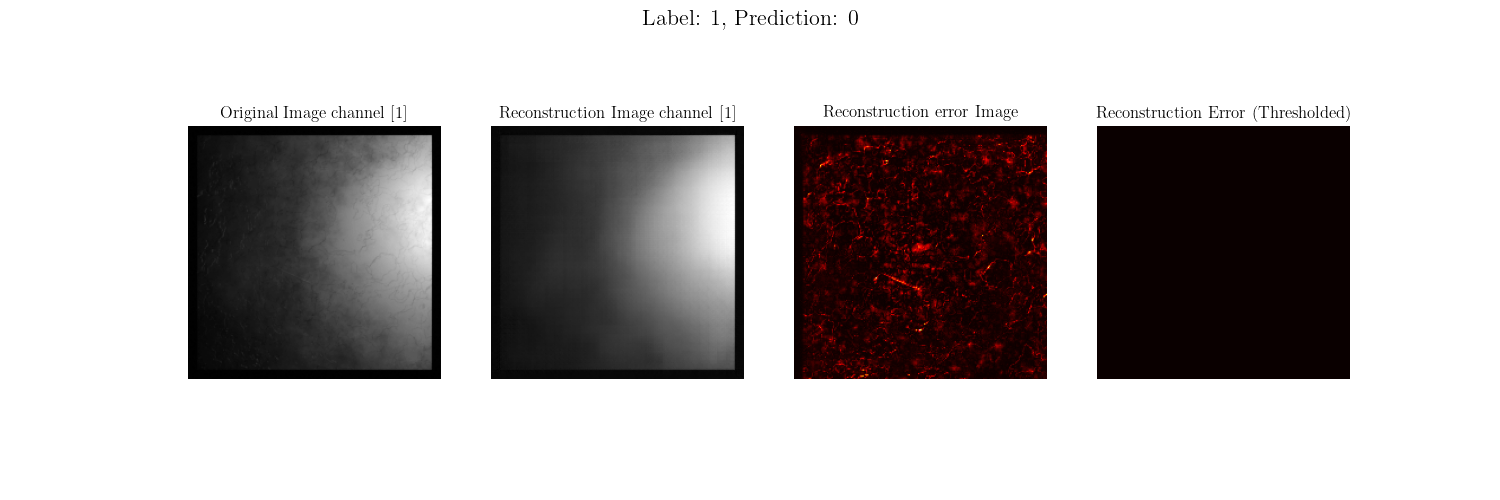 Label: 1, Prediction: 0
Original Image channel [1]
Reconstruction Image channel [1]
Reconstruction error Image
Reconstruction Error (Thresholded)